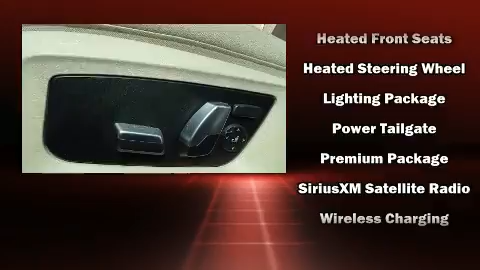 Heated Front Seats
Heated Steering Wheel
Lighting Package
Power Tailgate
Premium Package
SiriusXM Satellite Radio
Wireless Charging